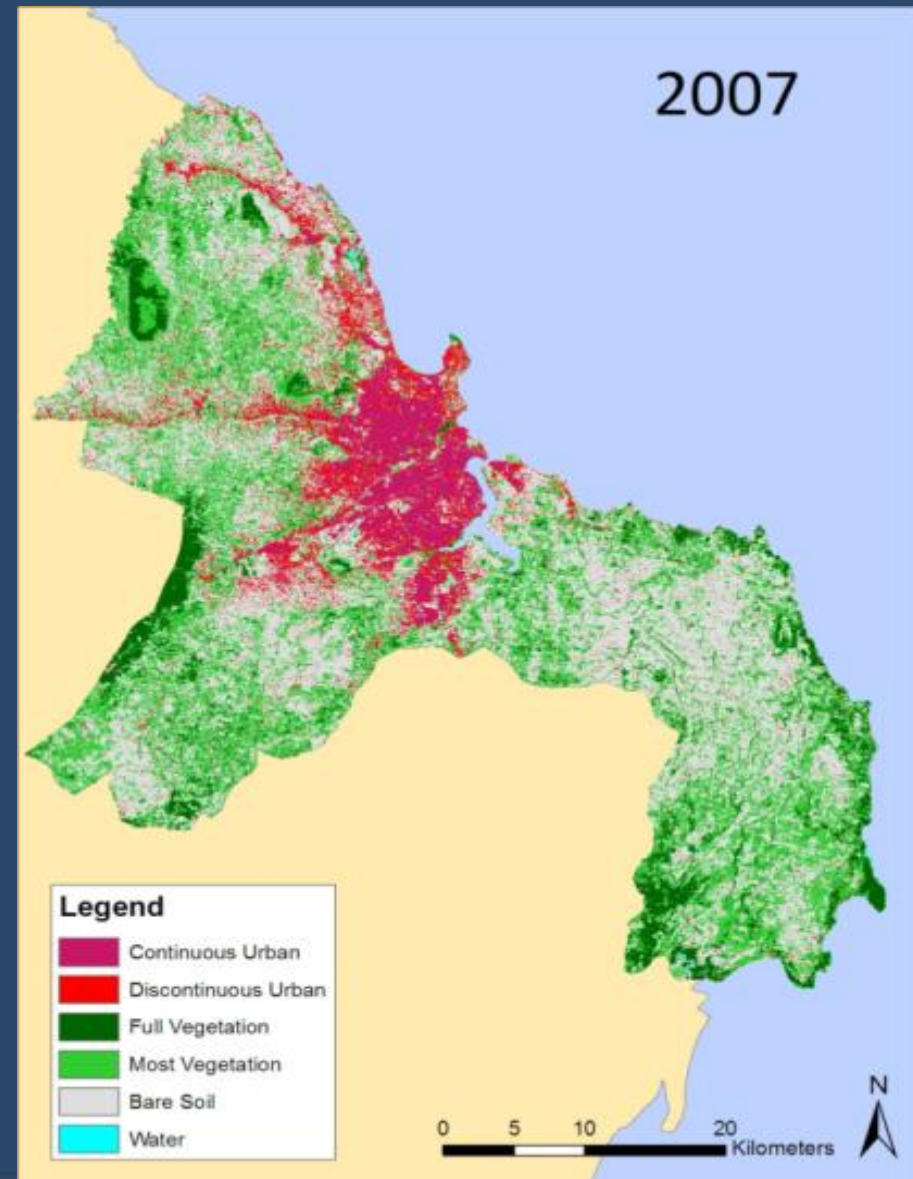 2007
Legend
Continuous Urban
Discontinuous Urban
Full Vegetation
Most Vegetation
Bare Soil
Water
0 5 10 20
Kilometers
N